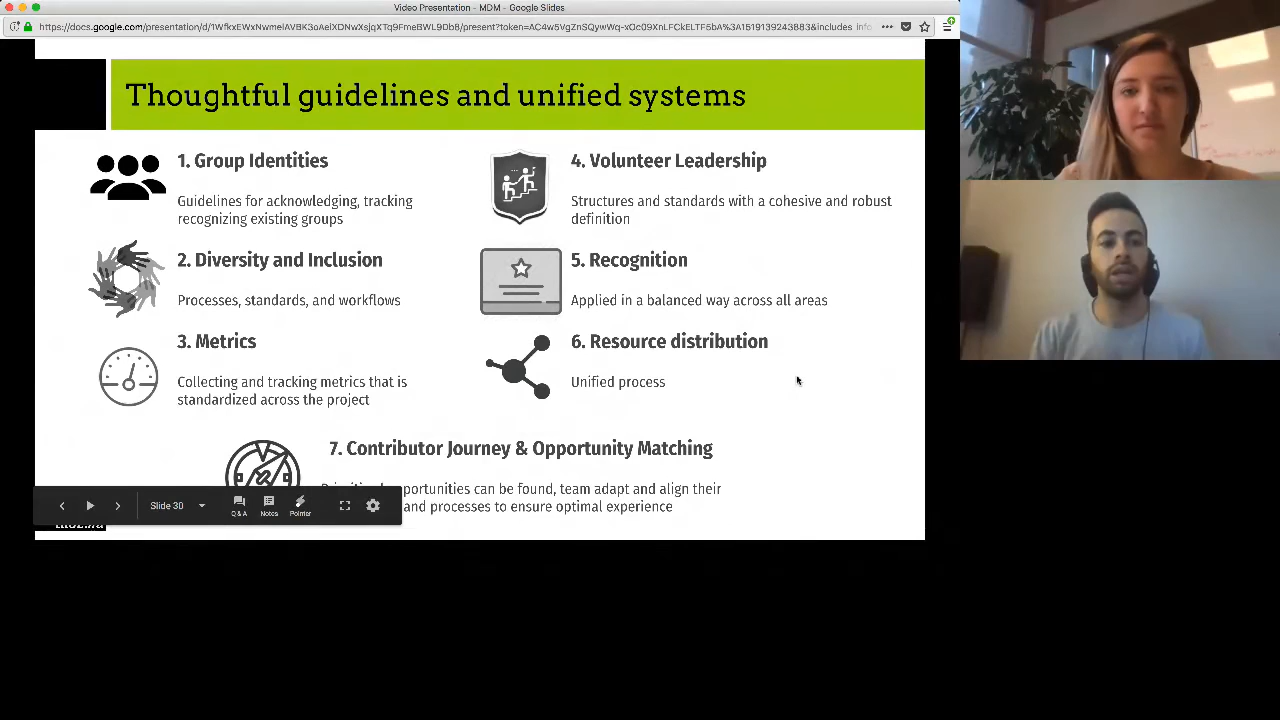 Video Presentation - MDM - Google Slides
Thoughtful guidelines and unified systems
1. Group Identities
Guidelines for acknowledging, tracking
recognizing existing groups
2. Diversity and Inclusion
Processes, standards, and workflows
3. Metrics
Collecting and tracking metrics that is
standardized across the project
4. Volunteer Leadership
Structures and standards with a cohesive and robust
definition
5. Recognition
Applied in a balanced way across all areas
6. Resource distribution
Unified process
7. Contributor Journey & Opportunity Matching
opportunities can be found, team adapt and align their
and processes to ensure optimal experience
Slide 30
Q & A
Notes
Pointer